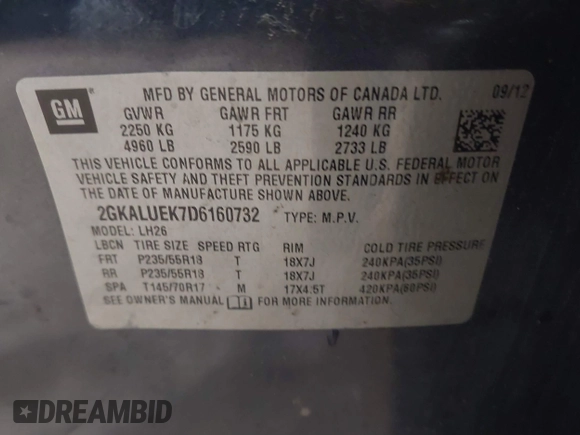 GM
MFD BY GENERAL MOTORS OF CANADA LTD. 09/12
GVWR GAWR FRT GAWR RR
2250 KG 1175 KG 1240 KG
4960 LB 2590 LB 2733 LB
THIS VEHICLE CONFORMS TO ALL APPLICABLE U.S. FEDERAL MOTOR
VEHICLE SAFETY AND THEFT PREVENTION STANDARDS IN EFFECT ON
THE DATE OF MANUFACTURE SHOWN ABOVE.
2GKALUEK7D6160732 TYPE: M.P.V.
MODEL: LH26
LBCN TIRE SIZE SPEED RTG RIM COLD TIRE PRESSURE
FRT P235/55R18 T 18X7J 240KPA(35PSI)
RR P235/55R18 T 18X7J 240KPA(35PSI)
SPA T145/70R17 M 17X4.5T 420KPA(60PSI)
SEE OWNER'S MANUAL FOR MORE INFORMATION
DREAMBID